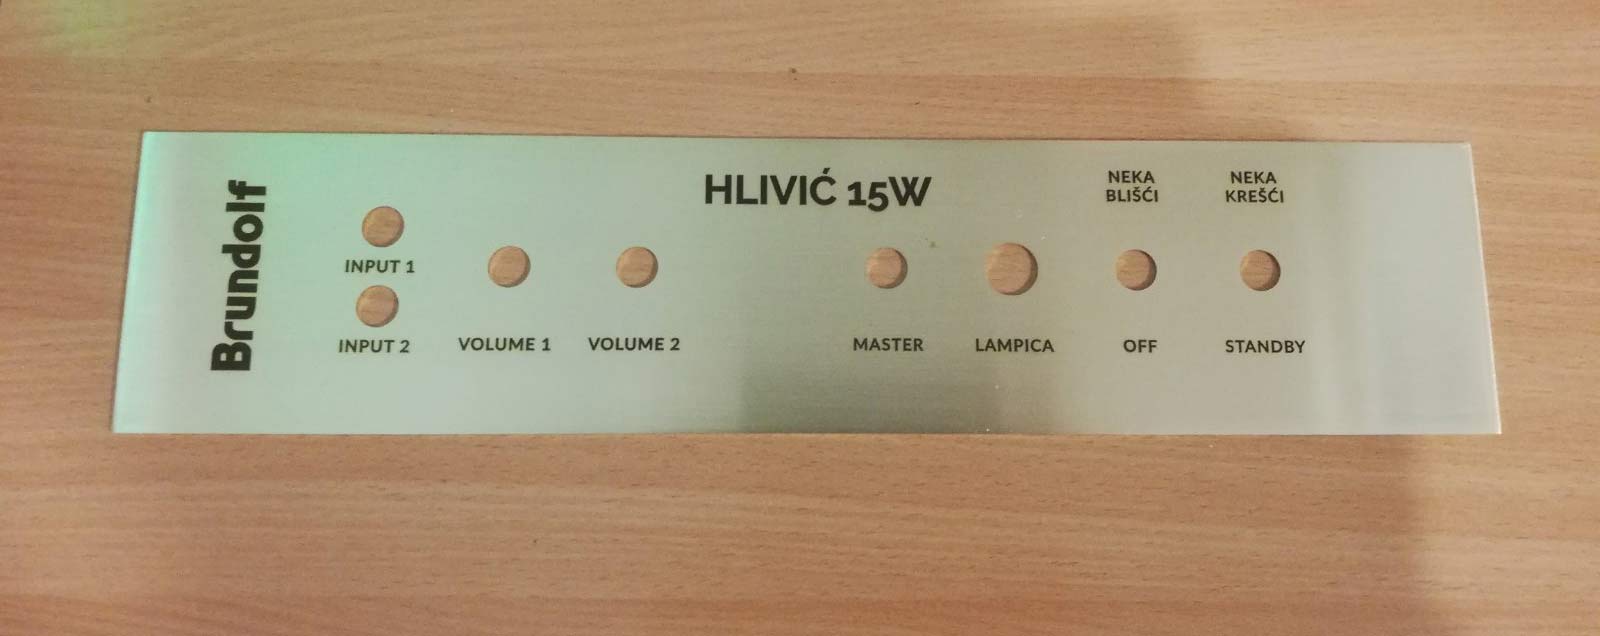 Brundolf
HLIVIĆ 15W
INPUT 1
INPUT 2
VOLUME 1
VOLUME 2
MASTER
LAMPICA
NEKA
BLIŠĆI
OFF
NEKA
KREŠĆI
STANDBY